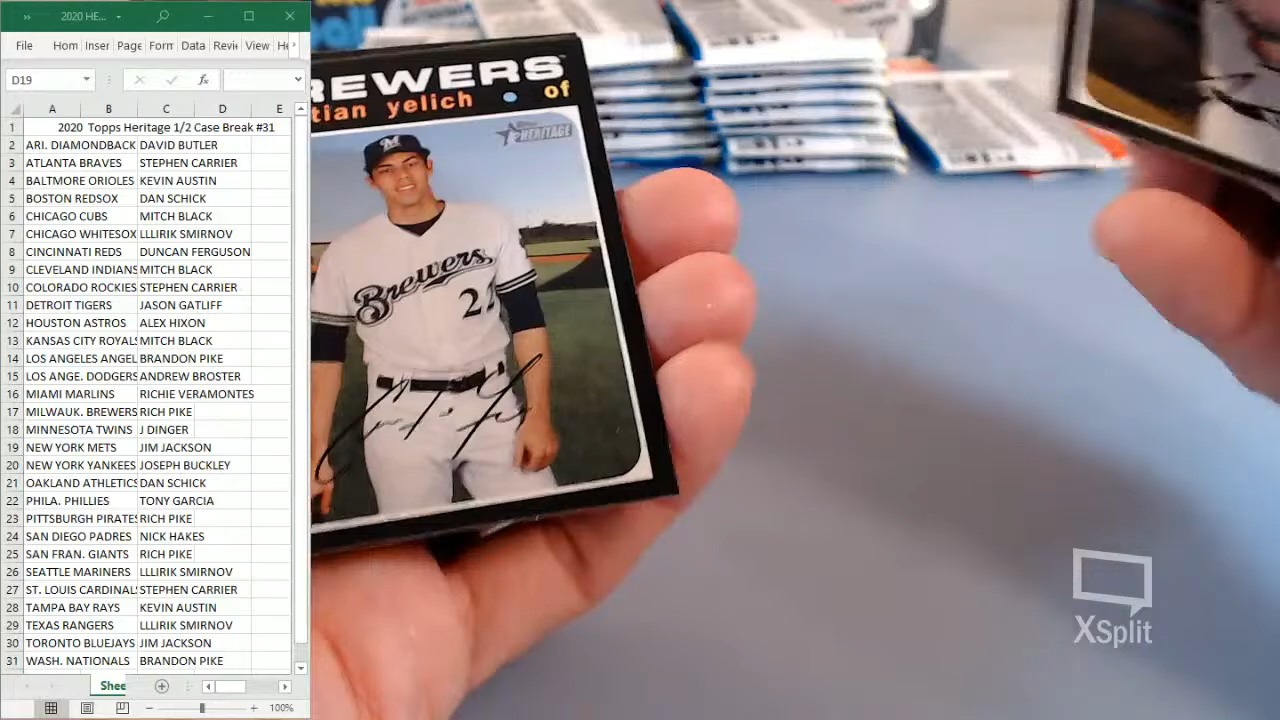 2020 HE...
File Hom Inser Page Form Data Revi View He
D19
fx
A B C D E
1 2020 Topps Heritage 1/2 Case Break #31
2 ARI. DIAMONDBACK DAVID BUTLER
3 ATLANTA BRAVES STEPHEN CARRIER
4 BALTMORE ORIOLES KEVIN AUSTIN
5 BOSTON REDSOX DAN SCHICK
6 CHICAGO CUBS MITCH BLACK
7 CHICAGO WHITESOX LLLIRIK SMIRNOV
8 CINCINNATI REDS DUNCAN FERGUSON
9 CLEVELAND INDIANS MITCH BLACK
10 COLORADO ROCKIES STEPHEN CARRIER
11 DETROIT TIGERS JASON GATLIFF
12 HOUSTON ASTROS ALEX HIXON
13 KANSAS CITY ROYALS MITCH BLACK
14 LOS ANGELES ANGEL BRANDON PIKE
15 LOS ANGE. DODGERS ANDREW BROSTER
16 MIAMI MARLINS RICHIE VERAMONTES
17 MILWAUK. BREWERS RICH PIKE
18 MINNESOTA TWINS J DINGER
19 NEW YORK METS JIM JACKSON
20 NEW YORK YANKEES JOSEPH BUCKLEY
21 OAKLAND ATHLETICS DAN SCHICK
22 PHILA. PHILLIES TONY GARCIA
23 PITTSBURGH PIRATES RICH PIKE
24 SAN DIEGO PADRES NICK HAKES
25 SAN FRAN. GIANTS RICH PIKE
26 SEATTLE MARINERS LLLIRIK SMIRNOV
27 ST. LOUIS CARDINALS STEPHEN CARRIER
28 TAMPA BAY RAYS KEVIN AUSTIN
29 TEXAS RANGERS LLLIRIK SMIRNOV
30 TORONTO BLUEJAYS JIM JACKSON
31 WASH. NATIONALS BRANDON PIKE
Shee
100%
REWERS
tian yelich of
HERITAGE
M
Brewers
22
XSplit